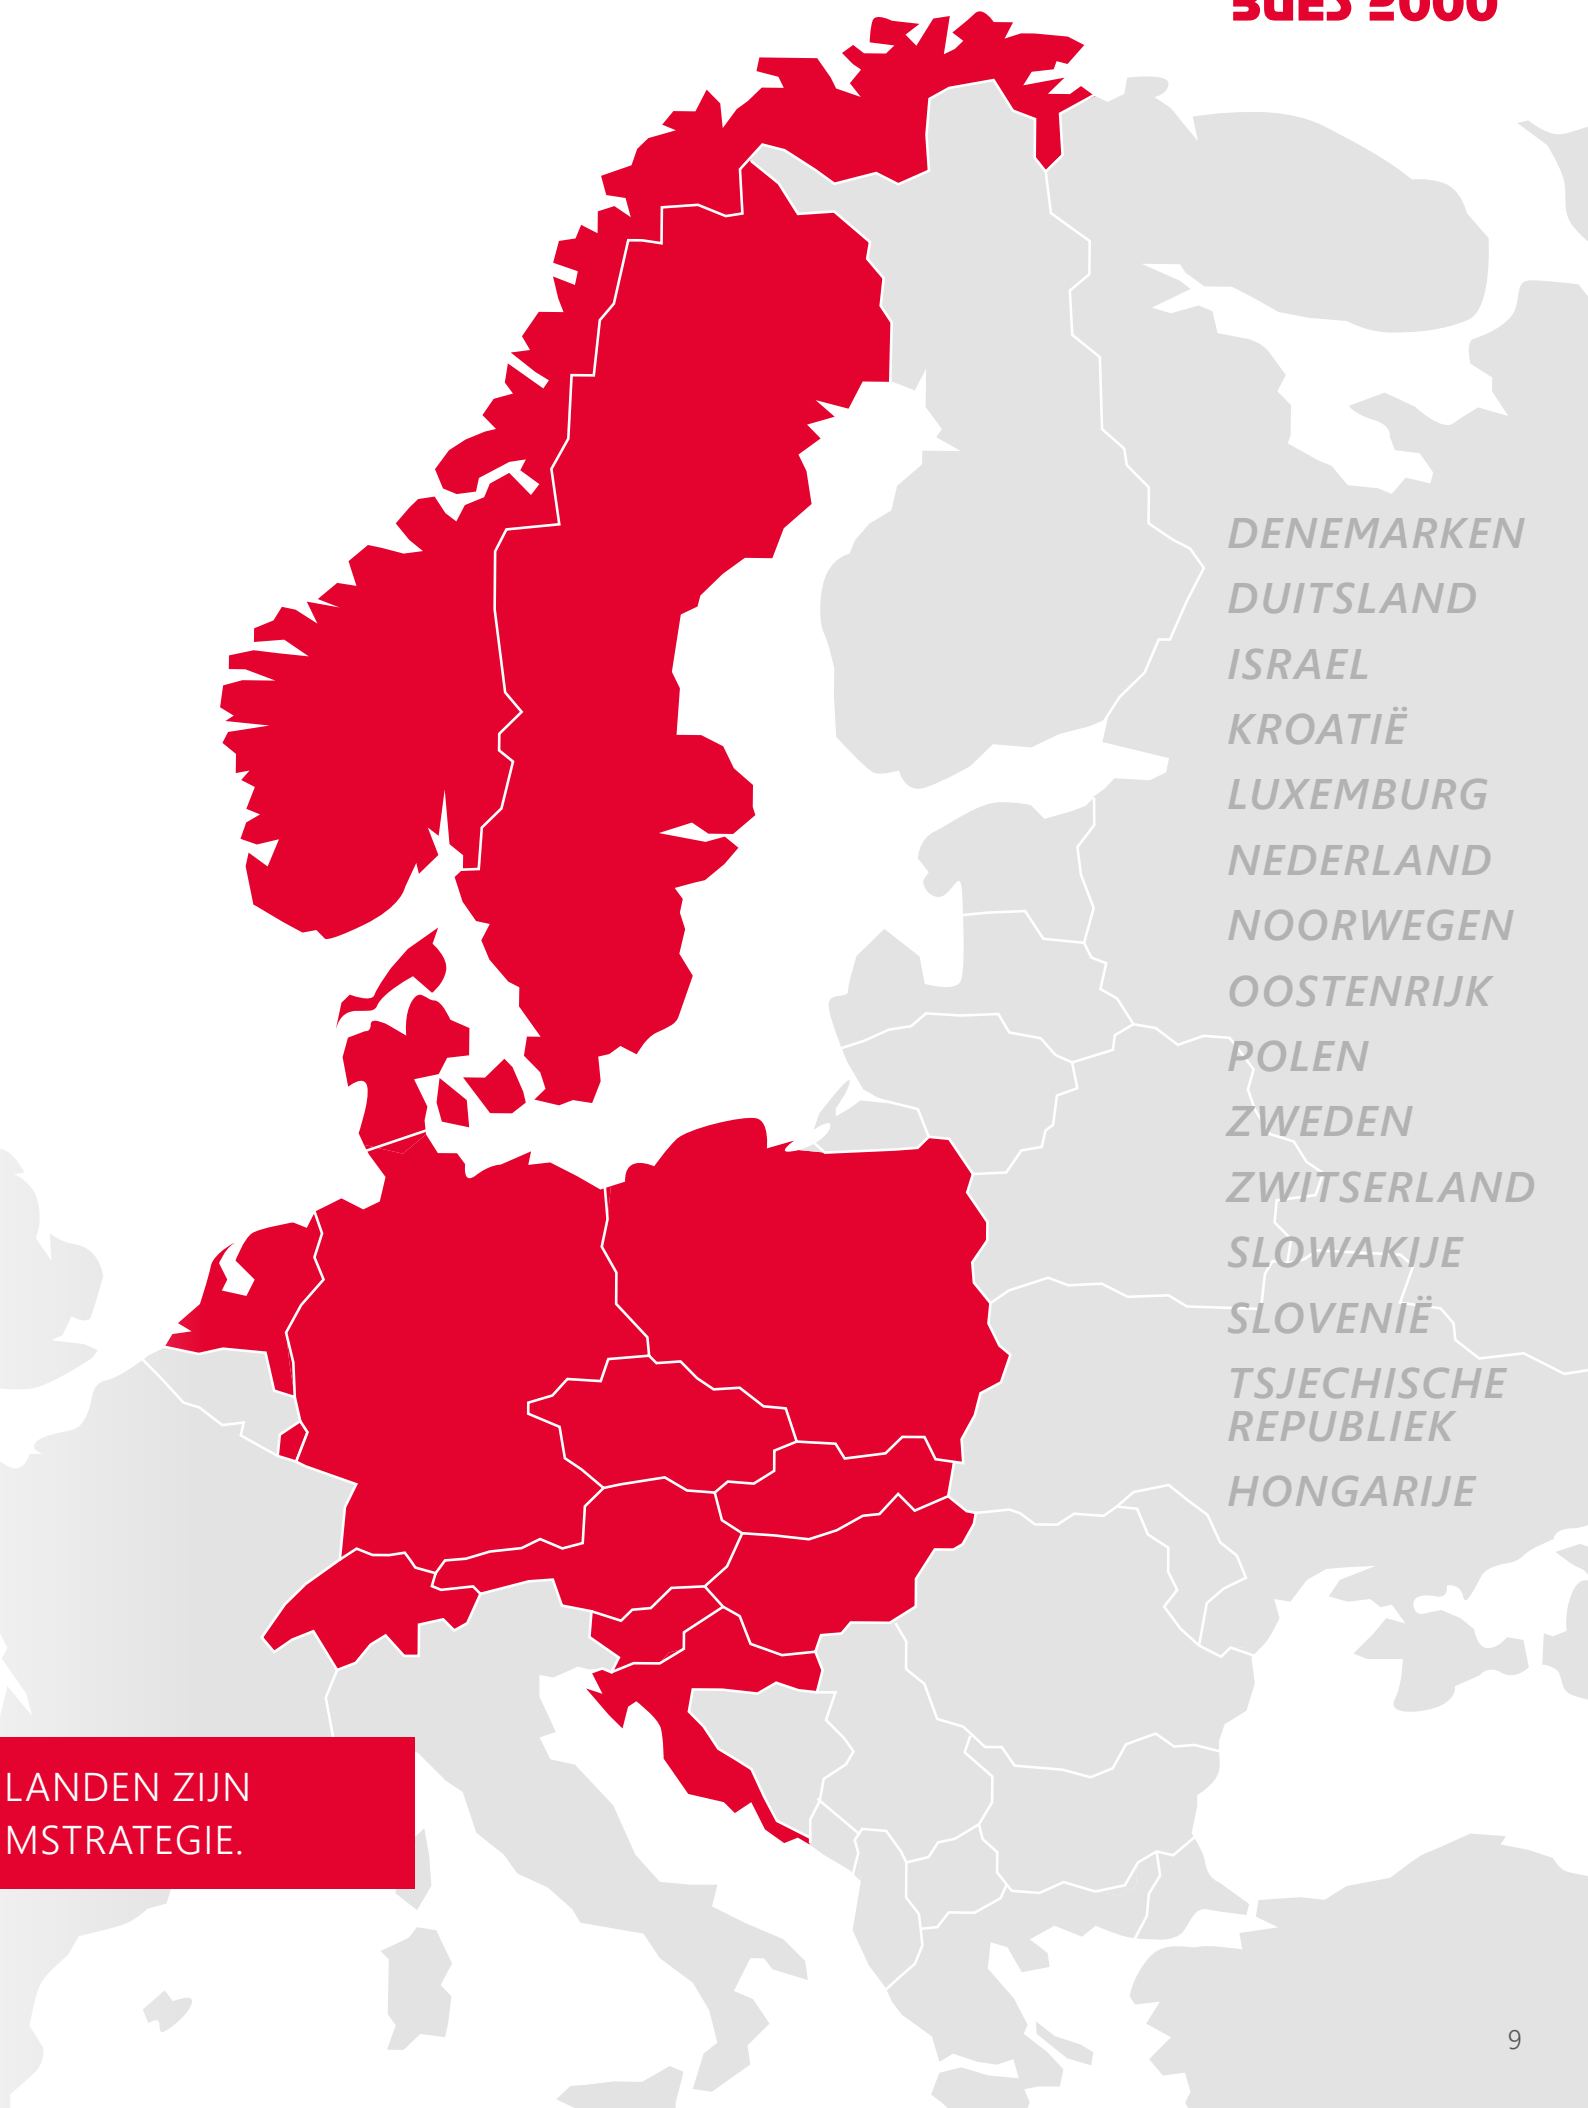 DENEMARKEN
DUITSLAND
ISRAEL
KROATIË
LUXEMBURG
NEDERLAND
NOORWEGEN
OOSTENRIJK
POLEN
ZWEDEN
ZWITSERLAND
SLOWAKIJE
SLOVENIË
TSJECHISCHE
REPUBLIEK
HONGARIJE
LANDEN ZIJN
MSTRATEGIE.
9